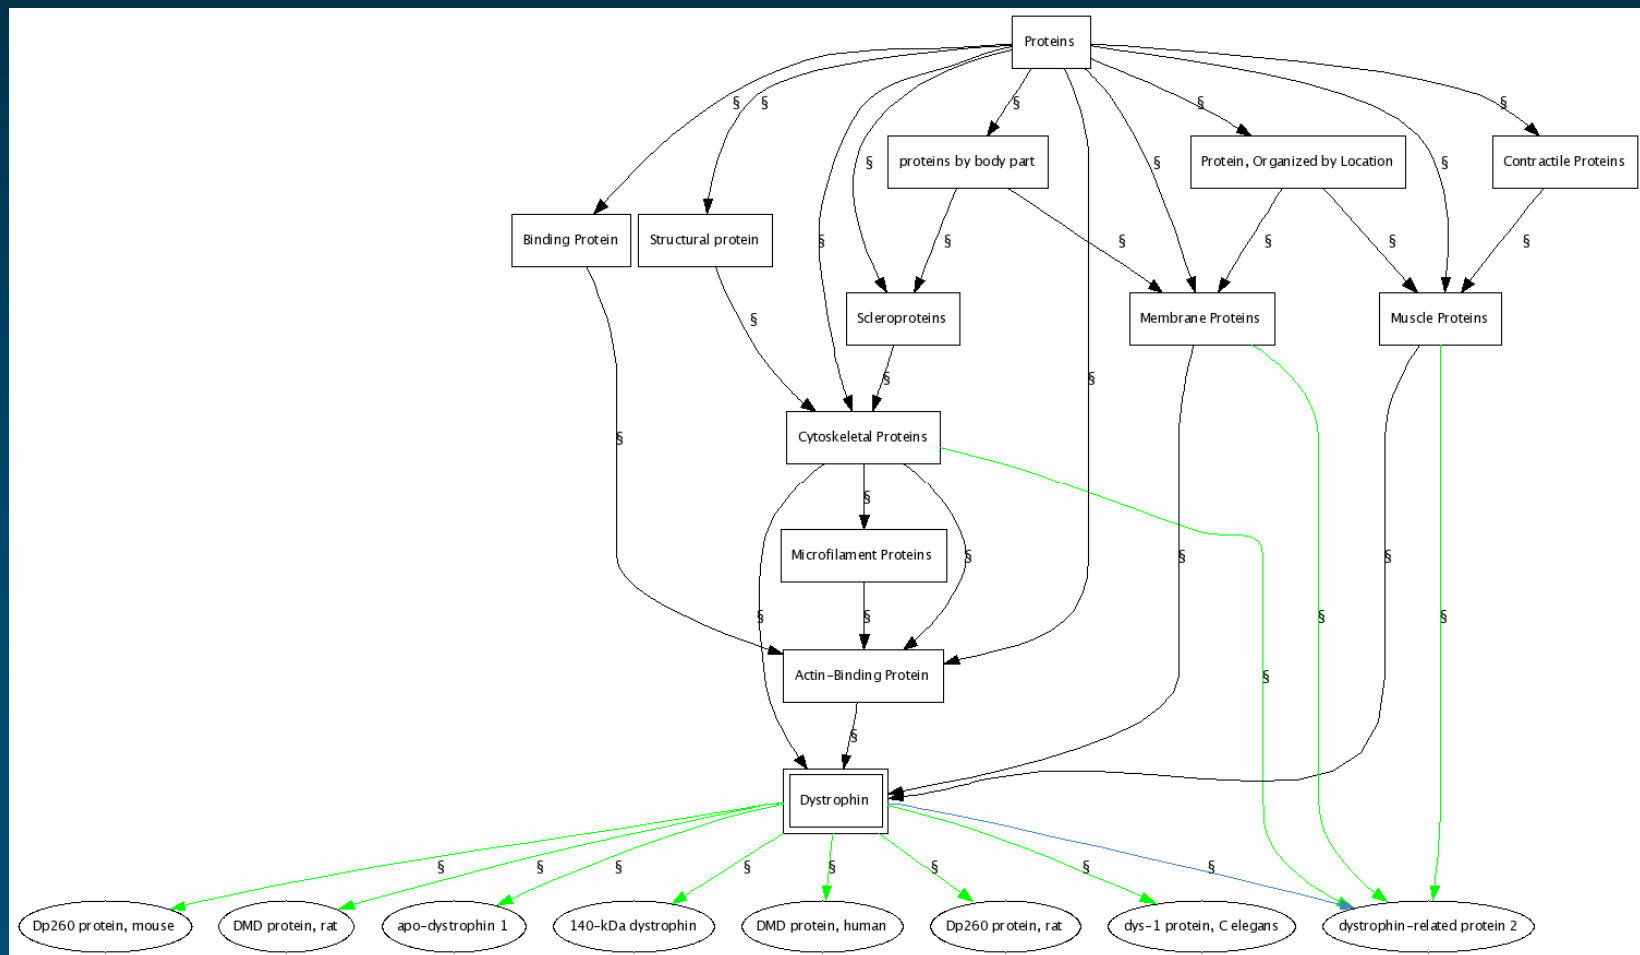 Proteins
§ § § § §
proteins by body part
Protein, Organized by Location
Contractile Proteins
§ § §
Binding Protein
Structural protein
§ § § § § §
Scleroproteins
Membrane Proteins
Muscle Proteins
§
§ §
Cytoskeletal Proteins
§
§
Microfilament Proteins
§ § §
§ § § §
Actin-Binding Protein
§
§
Dystrophin
§ § § § § § § §
Dp260 protein, mouse
DMD protein, rat
apo-dystrophin 1
140-kDa dystrophin
DMD protein, human
Dp260 protein, rat
dys-1 protein, C elegans
dystrophin-related protein 2